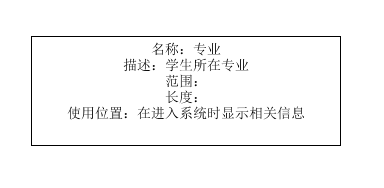 名称：专业
描述：学生所在专业
范围：
长度：
使用位置：在进入系统时显示相关信息